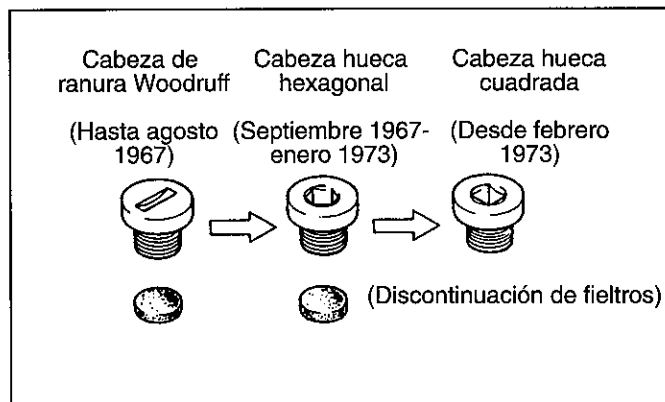 Cabeza de
ranura Woodruff
(Hasta agosto
1967)
Cabeza hueca
hexagonal
(Septiembre 1967-
enero 1973)
Cabeza hueca
cuadrada
(Desde febrero
1973)
(Discontinuación de fieltros)